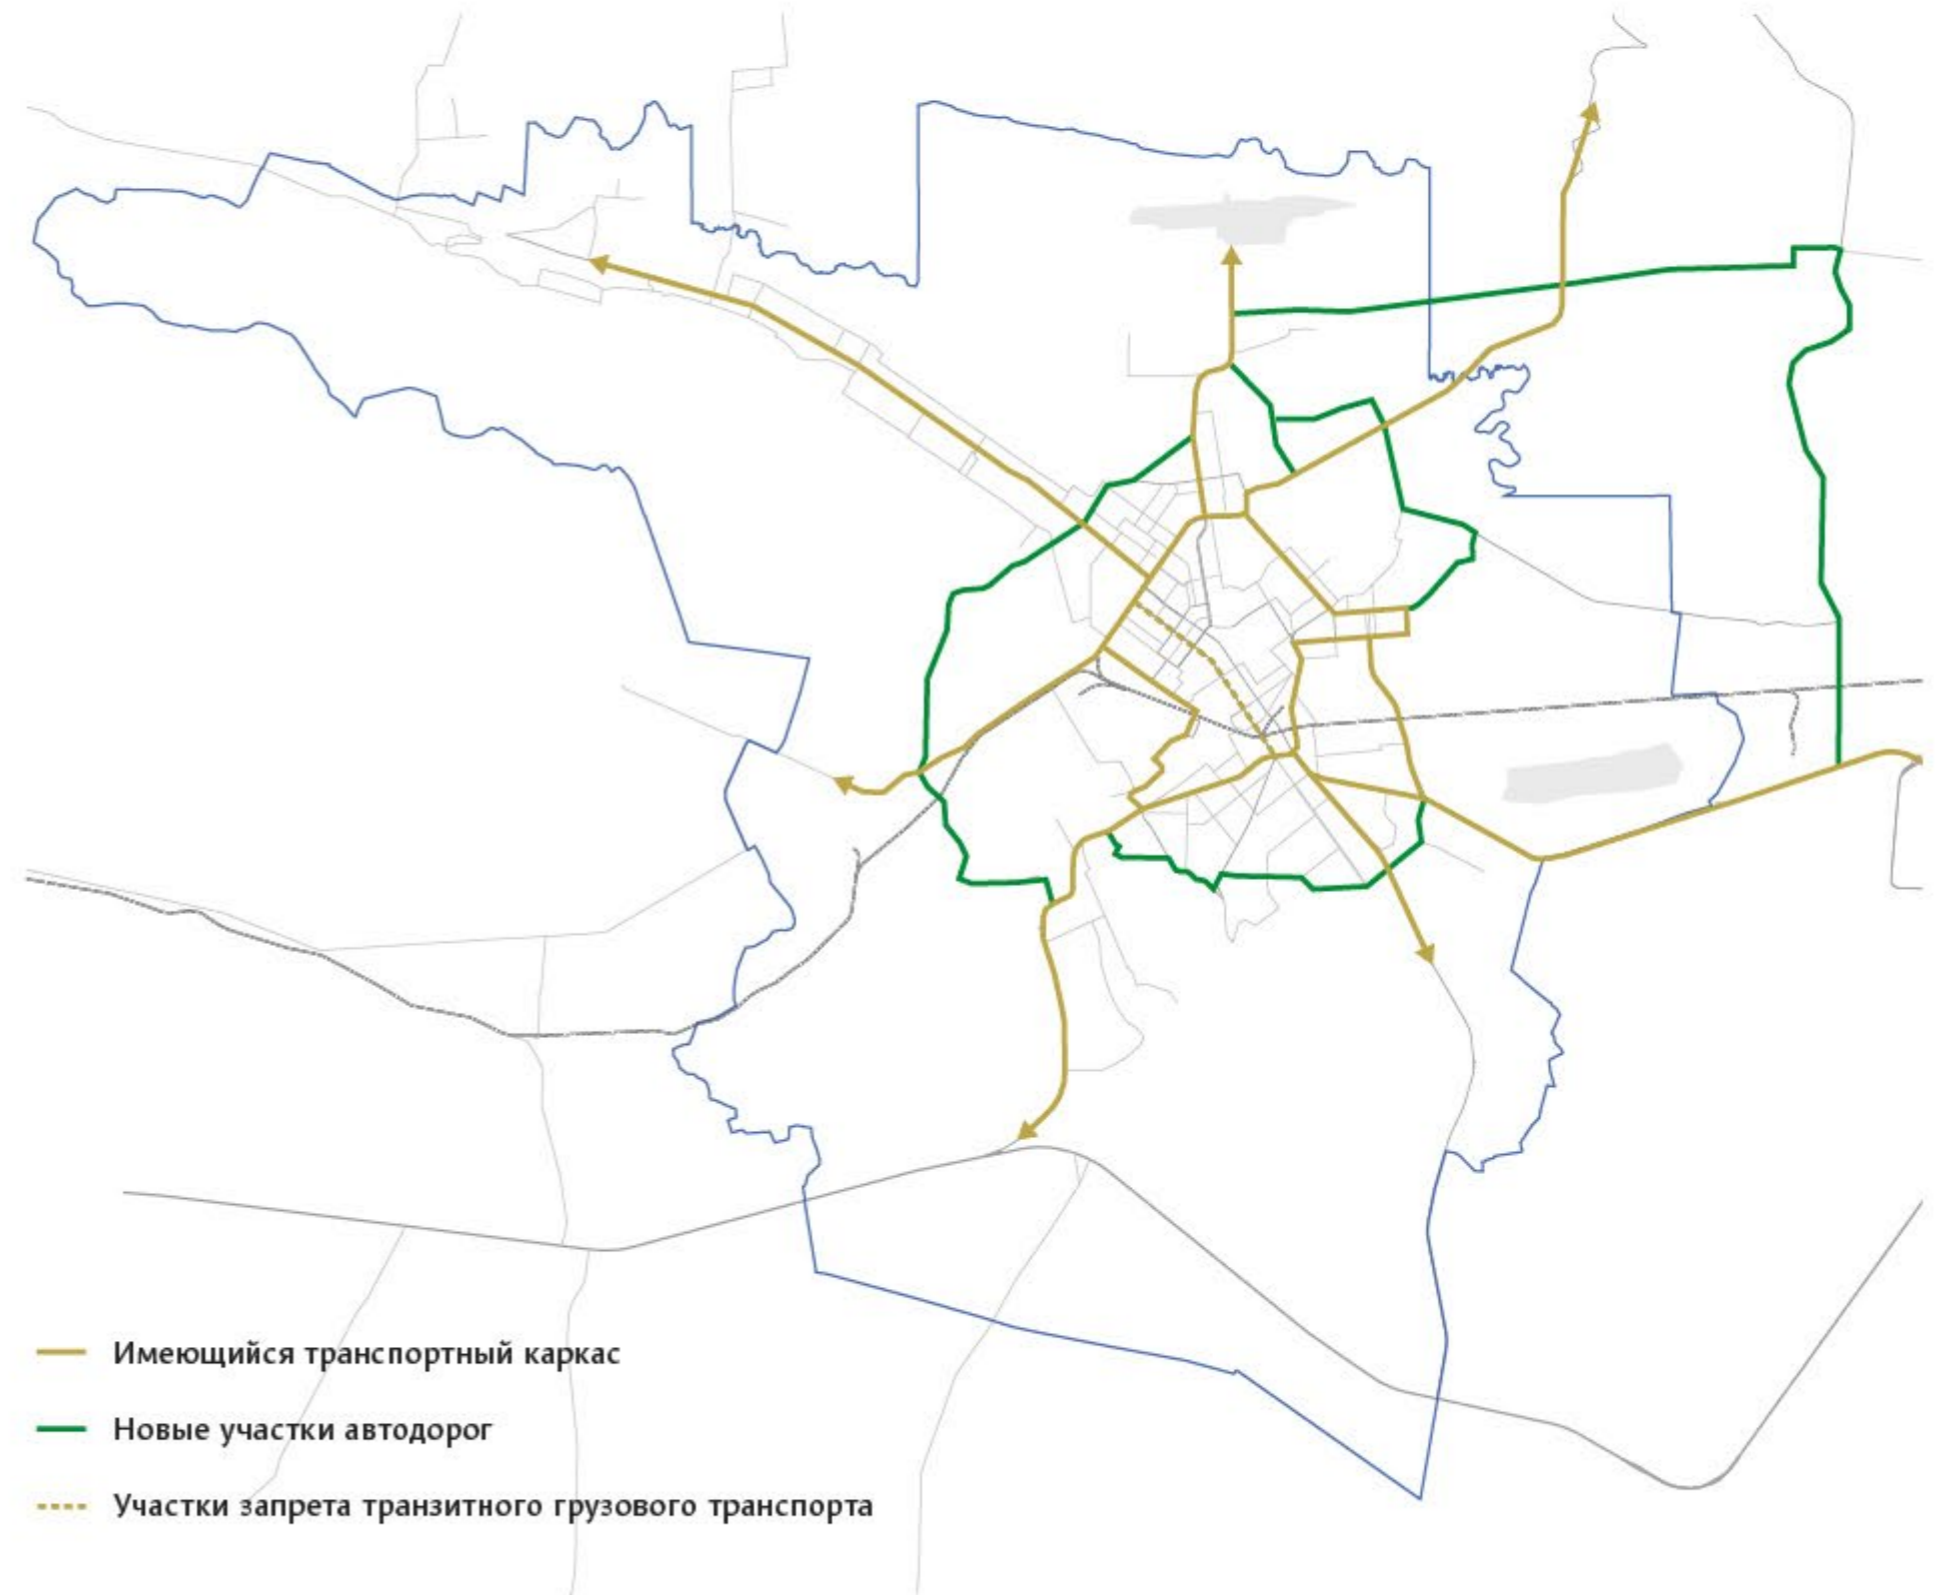 Имеющийся транспортный каркас
Новые участки автодорог
Участки запрета транзитного грузового транспорта